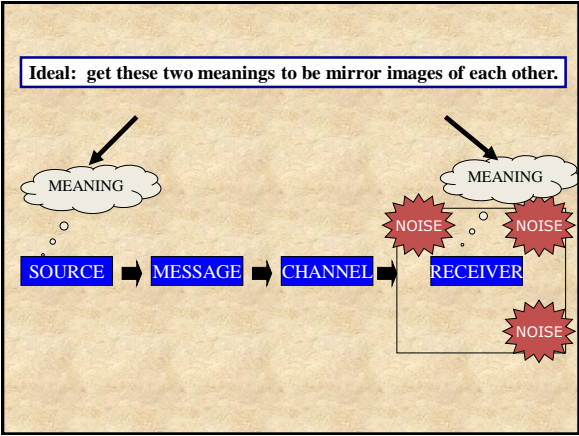 Ideal: get these two meanings to be mirror images of each other.
MEANING
MEANING
NOISE
NOISE
SOURCE
MESSAGE
CHANNEL
RECEIVER
NOISE